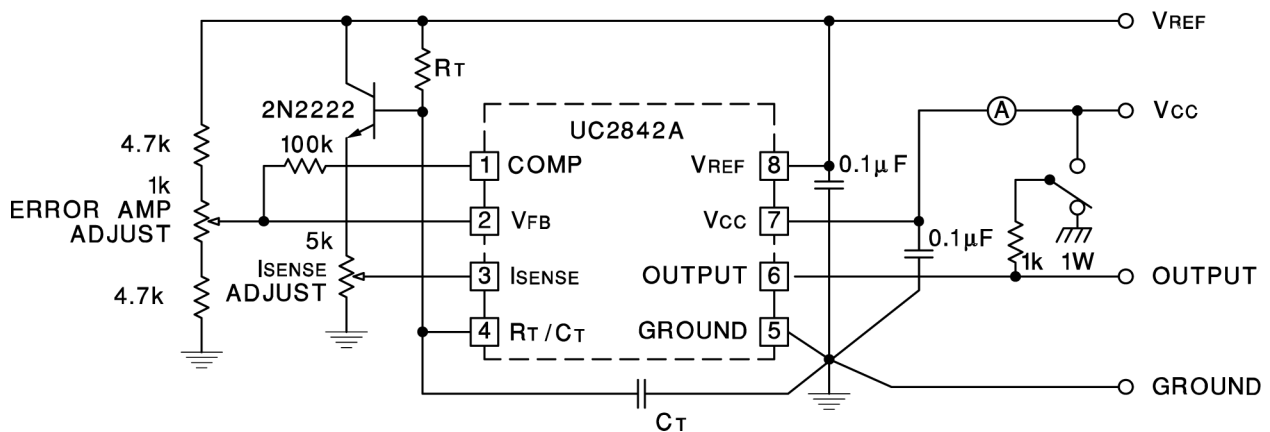 VREF
RT
2N2222
A
VCC
UC2842A
4.7k
100k
1 COMP
VREF 8
0.1μF
1k
ERROR AMP
ADJUST
2 VFB
VCC 7
5k
0.1μF
ISENSE
ADJUST
3 ISENSE
OUTPUT 6
1k
1W
OUTPUT
4.7k
4 RT/CT
GROUND 5
GROUND
CT